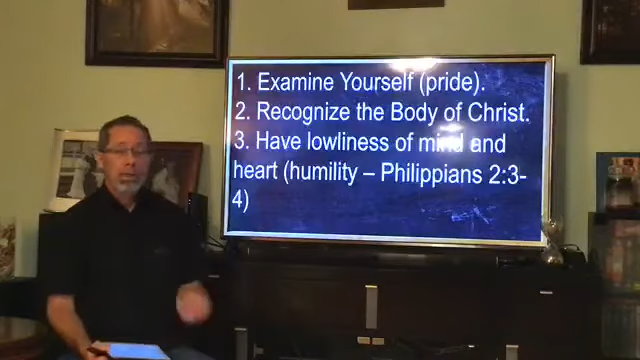 1. Examine Yourself (pride).
2. Recognize the Body of Christ.
3. Have lowliness of mind and
heart (humility – Philippians 2:3-
4)